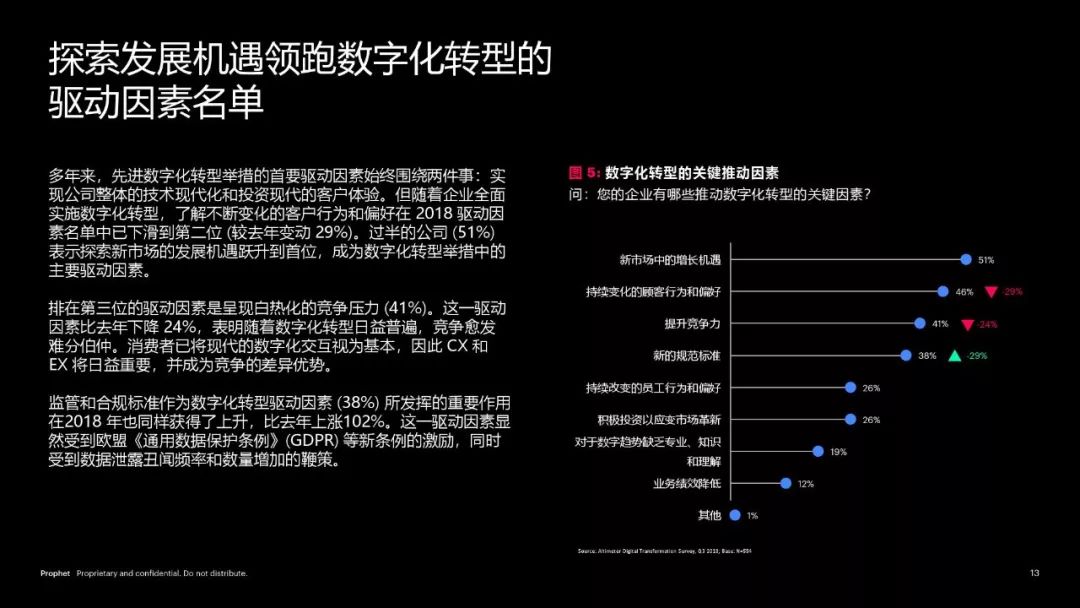 探索发展机遇领跑数字化转型的
驱动因素名单
多年来，先进数字化转型举措的首要驱动因素始终围绕两件事：实
现公司整体的技术现代化和投资现代的客户体验。但随着企业全面
实施数字化转型，了解不断变化的客户行为和偏好在 2018 驱动因
素名单中已下滑到第二位 (较去年变动 29%)。过半的公司 (51%)
表示探索新市场的发展机遇跃升到首位，成为数字化转型举措中的
主要驱动因素。
排在第三位的驱动因素是呈现白热化的竞争压力 (41%)。这一驱动
因素比去年下降 24%，表明随着数字化转型日益普遍，竞争愈发
难分伯仲。消费者已将现代的数字化交互视为基本，因此 CX 和
EX 将日益重要，并成为竞争的差异优势。
监管和合规标准作为数字化转型驱动因素 (38%) 所发挥的重要作用
在2018 年也同样获得了上升，比去年上涨102%。这一驱动因素显
然受到欧盟《通用数据保护条例》(GDPR) 等新条例的激励，同时
受到数据泄露丑闻频率和数量增加的鞭策。
图 5: 数字化转型的关键推动因素
问：您的企业有哪些推动数字化转型的关键因素？
新市场中的增长机遇 51%
持续变化的顾客行为和偏好 46% -29%
提升竞争力 41% -24%
新的规范标准 38% -29%
持续改变的员工行为和偏好 26%
积极投资以应变市场革新 26%
对于数字趋势缺乏专业、知识
和理解 19%
业务绩效降低 12%
其他 1%
Source: Altimeter Digital Transformation Survey, Q3 2018, Base: N=554
Prophet Proprietary and confidential. Do not distribute.
13